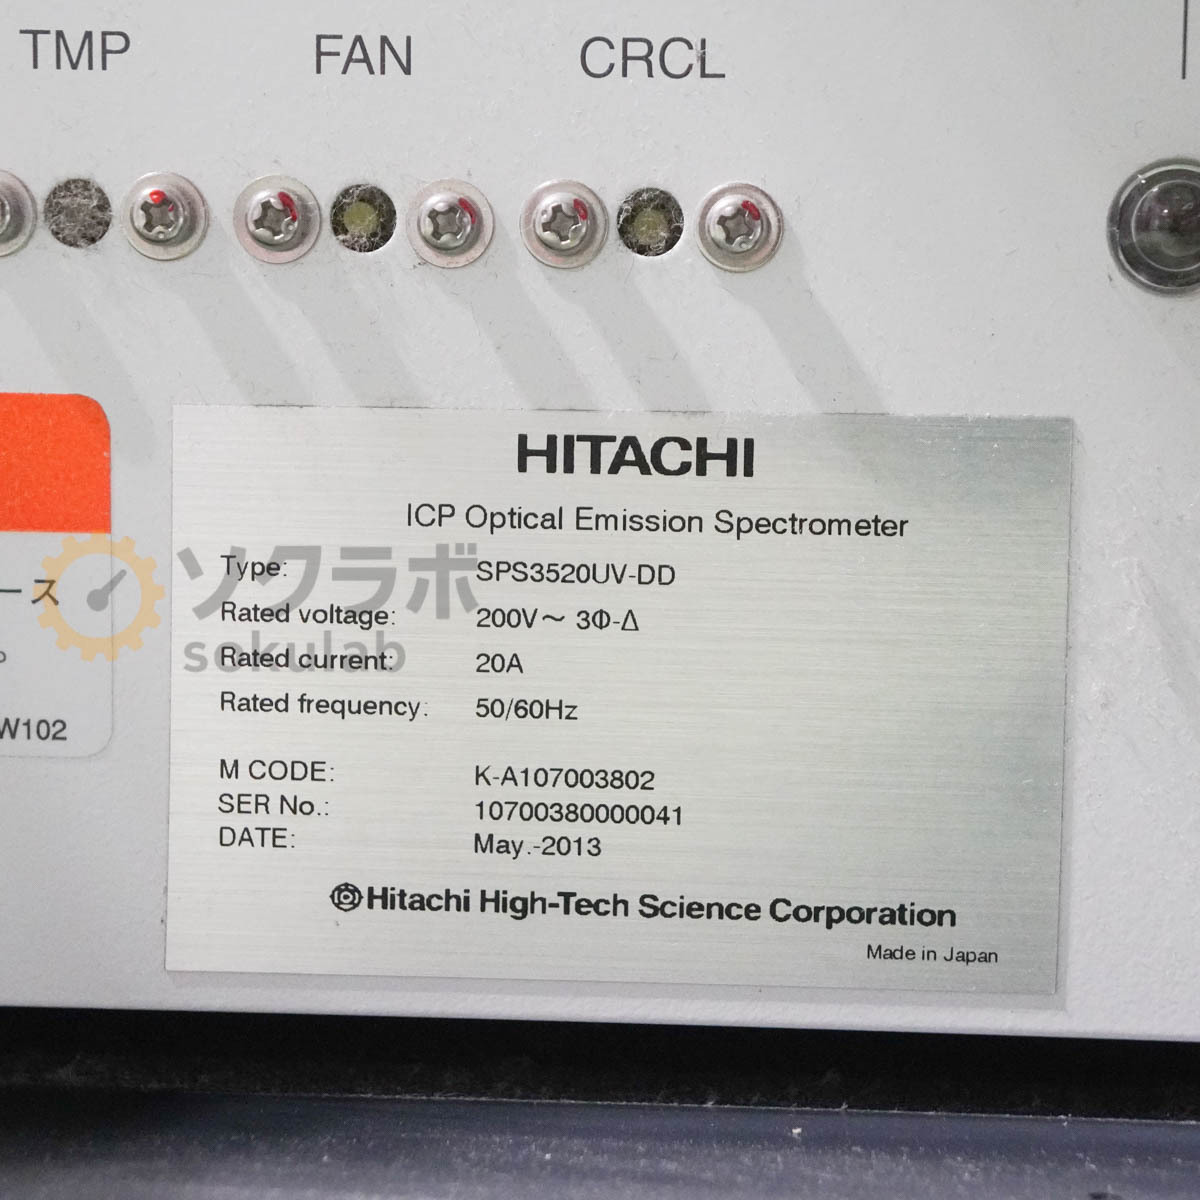 TMP FAN CRCL
HITACHI
ICP Optical Emission Spectrometer
Type: SPS3520UV-DD
Rated voltage: 200V～ 3Φ-Δ
Rated current: 20A
Rated frequency: 50/60Hz
M CODE: K-A107003802
SER No.: 10700380000041
DATE: May.-2013
Hitachi High-Tech Science Corporation
Made in Japan
ース
W102
ソクラボ
sokulab